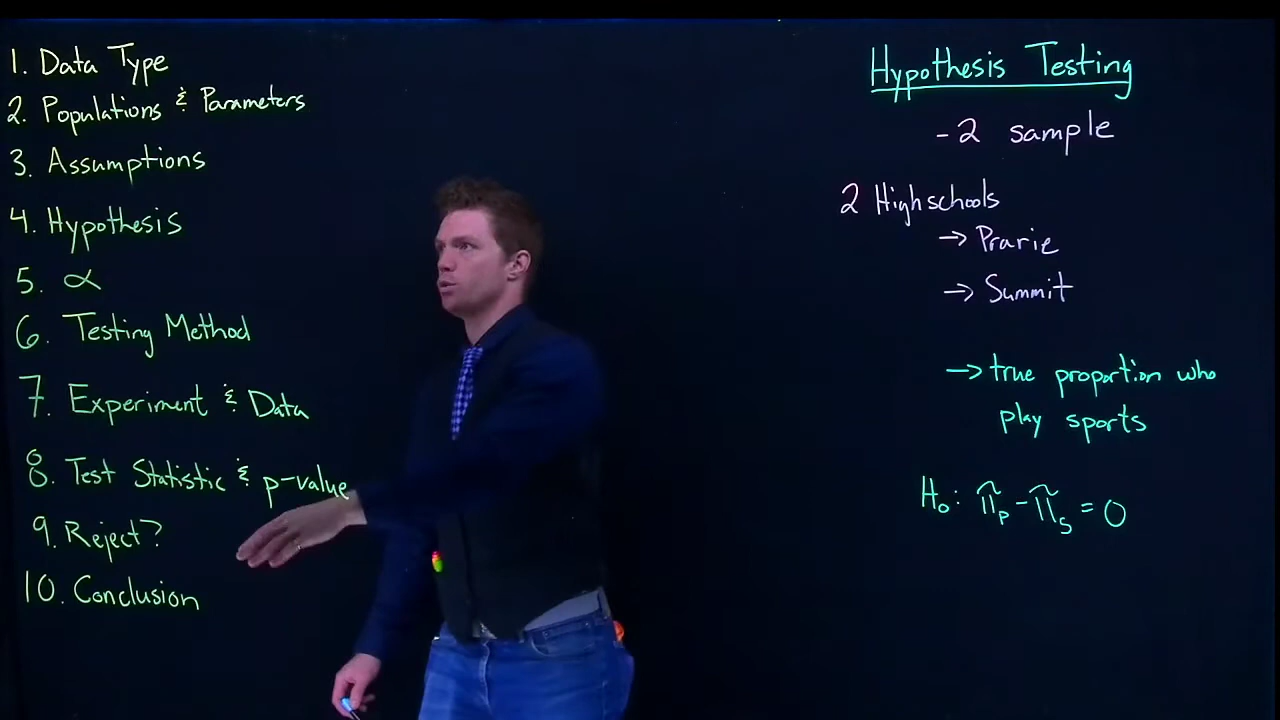 1. Data Type
2. Populations & Parameters
3. Assumptions
4. Hypothesis
5. α
6. Testing Method
7. Experiment & Data
8. Test Statistic & p-value
9. Reject?
10. Conclusion
Hypothesis Testing
- 2 sample
2 Highschools
→ Prarie
→ Summit
→ true proportion who
play sports
H₀: π_P - π_S = 0